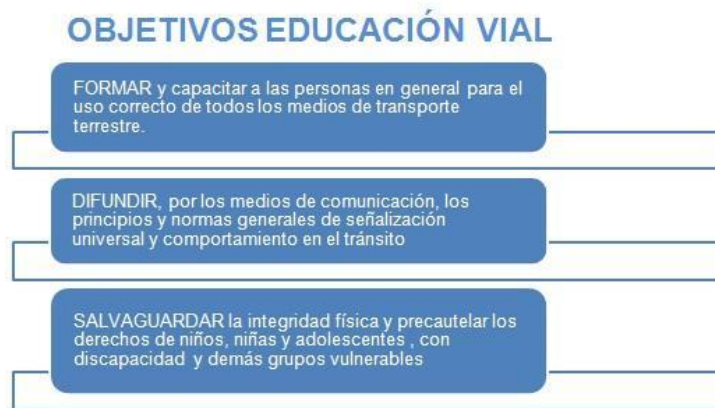 OBJETIVOS EDUCACIÓN VIAL
FORMAR y capacitar a las personas en general para el
uso correcto de todos los medios de transporte
terrestre.
DIFUNDIR, por los medios de comunicación, los
principios y normas generales de señalización
universal y comportamiento en el tránsito
SALVAGUARDAR la integridad física y precautelar los
derechos de niños, niñas y adolescentes , con
discapacidad y demás grupos vulnerables